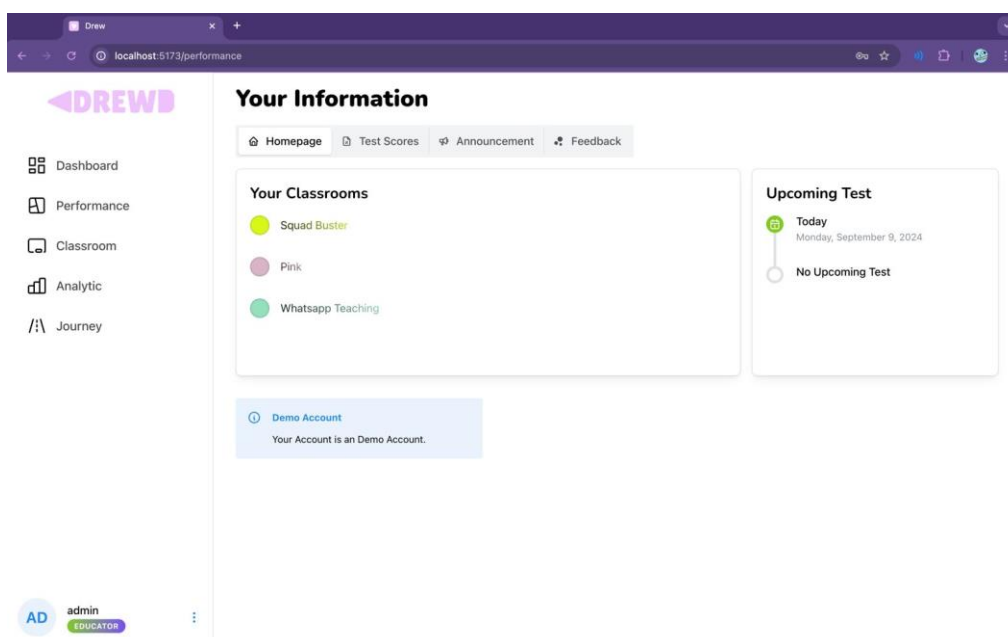 Drew
localhost:5173/performance
DREWD
Your Information
Homepage
Test Scores
Announcement
Feedback
Dashboard
Performance
Classroom
Analytic
Journey
Your Classrooms
Squad Buster
Pink
Whatsapp Teaching
Upcoming Test
Today
Monday, September 9, 2024
No Upcoming Test
Demo Account
Your Account is an Demo Account.
AD
admin
EDUCATOR